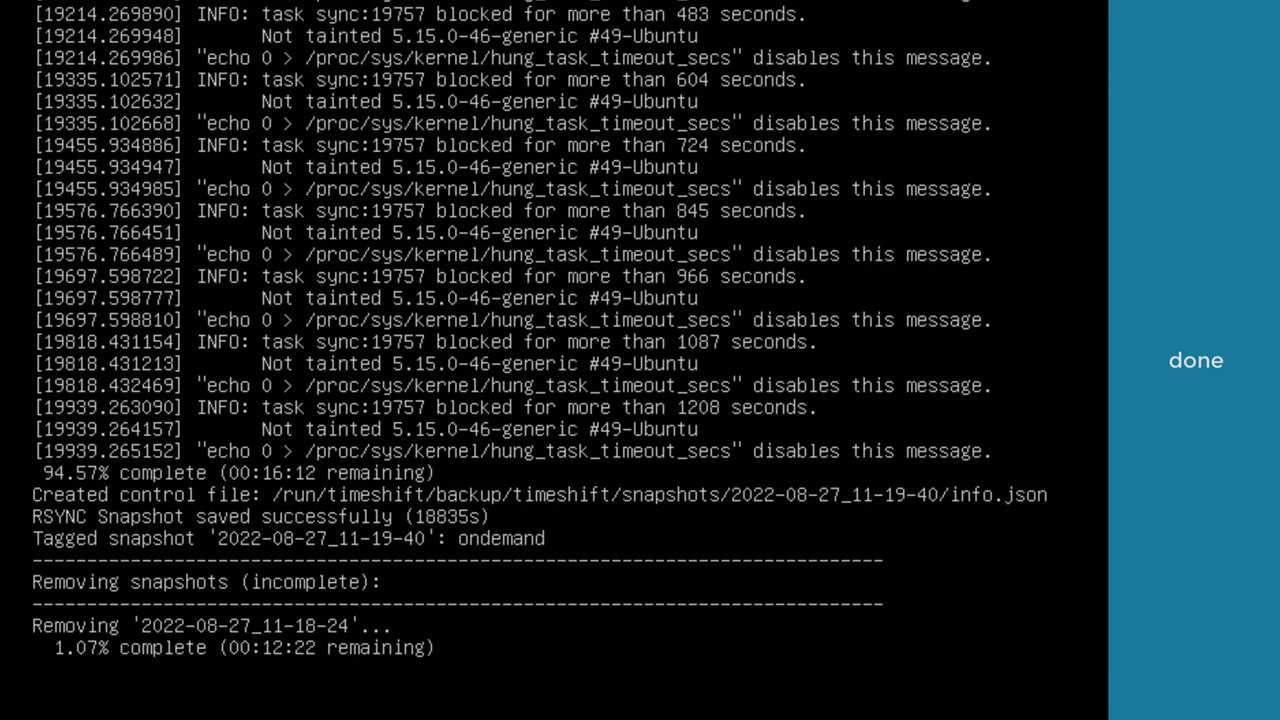 [19214.269890] INFO: task sync:19757 blocked for more than 483 seconds.
[19214.269948]       Not tainted 5.15.0-46-generic #49-Ubuntu
[19214.269986] "echo 0 > /proc/sys/kernel/hung_task_timeout_secs" disables this message.
[19335.102571] INFO: task sync:19757 blocked for more than 604 seconds.
[19335.102632]       Not tainted 5.15.0-46-generic #49-Ubuntu
[19335.102668] "echo 0 > /proc/sys/kernel/hung_task_timeout_secs" disables this message.
[19455.934886] INFO: task sync:19757 blocked for more than 724 seconds.
[19455.934947]       Not tainted 5.15.0-46-generic #49-Ubuntu
[19455.934985] "echo 0 > /proc/sys/kernel/hung_task_timeout_secs" disables this message.
[19576.766390] INFO: task sync:19757 blocked for more than 845 seconds.
[19576.766451]       Not tainted 5.15.0-46-generic #49-Ubuntu
[19576.766489] "echo 0 > /proc/sys/kernel/hung_task_timeout_secs" disables this message.
[19697.598722] INFO: task sync:19757 blocked for more than 966 seconds.
[19697.598777]       Not tainted 5.15.0-46-generic #49-Ubuntu
[19697.598810] "echo 0 > /proc/sys/kernel/hung_task_timeout_secs" disables this message.
[19818.431154] INFO: task sync:19757 blocked for more than 1087 seconds.
[19818.431213]       Not tainted 5.15.0-46-generic #49-Ubuntu
[19818.432469] "echo 0 > /proc/sys/kernel/hung_task_timeout_secs" disables this message.
[19939.263090] INFO: task sync:19757 blocked for more than 1208 seconds.
[19939.264157]       Not tainted 5.15.0-46-generic #49-Ubuntu
[19939.265152] "echo 0 > /proc/sys/kernel/hung_task_timeout_secs" disables this message.
 94.57% complete (00:16:12 remaining)
Created control file: /run/timeshift/backup/timeshift/snapshots/2022-08-27_11-19-40/info.json
RSYNC Snapshot saved successfully (18835s)
Tagged snapshot '2022-08-27_11-19-40': ondemand
------------------------------------------------------------------------------
Removing snapshots (incomplete):
------------------------------------------------------------------------------
Removing '2022-08-27_11-18-24'...
  1.07% complete (00:12:22 remaining)
done